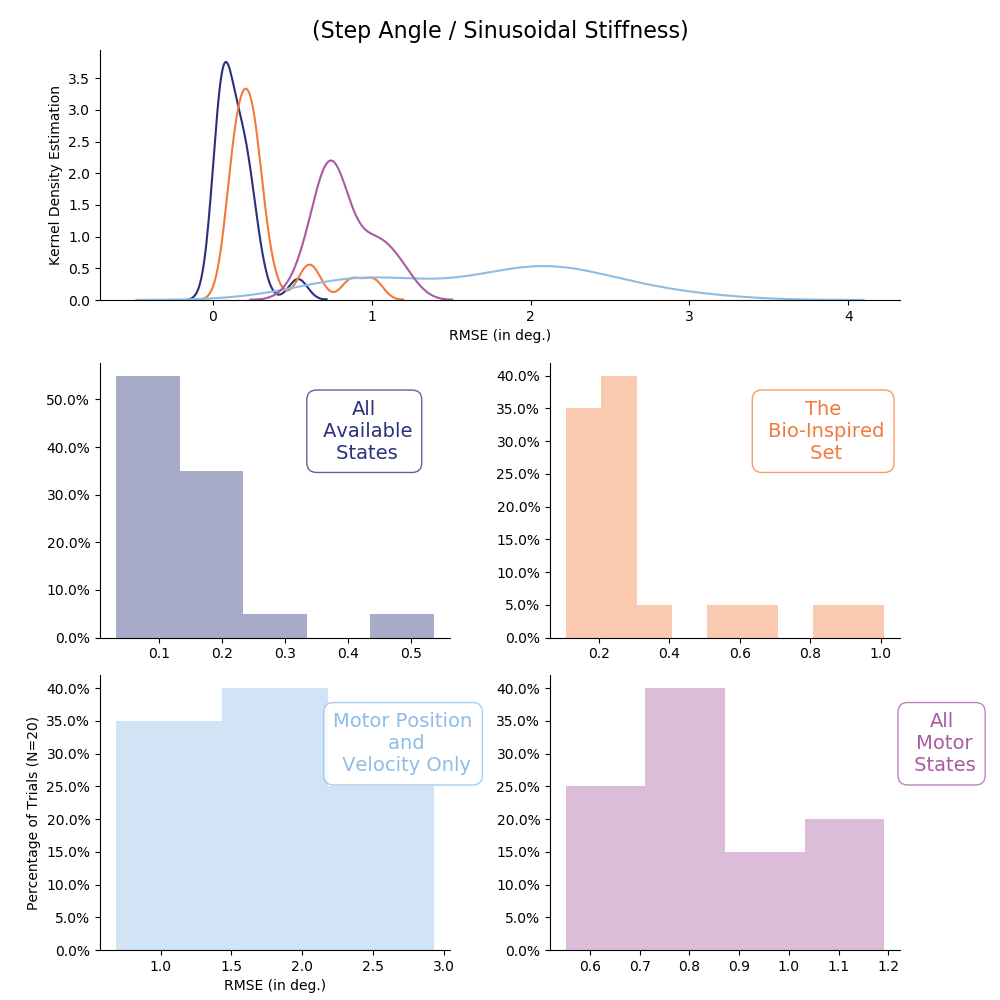 (Step Angle / Sinusoidal Stiffness)
Kernel Density Estimation
3.5
3.0
2.5
2.0
1.5
1.0
0.5
0.0
0 1 2 3 4
RMSE (in deg.)
50.0%
40.0%
30.0%
20.0%
10.0%
0.0%
0.1 0.2 0.3 0.4 0.5
All
Available
States
40.0%
35.0%
30.0%
25.0%
20.0%
15.0%
10.0%
5.0%
0.0%
0.2 0.4 0.6 0.8 1.0
The
Bio-Inspired
Set
Percentage of Trials (N=20)
40.0%
35.0%
30.0%
25.0%
20.0%
15.0%
10.0%
5.0%
0.0%
1.0 1.5 2.0 2.5 3.0
RMSE (in deg.)
Motor Position
and
Velocity Only
40.0%
35.0%
30.0%
25.0%
20.0%
15.0%
10.0%
5.0%
0.0%
0.6 0.7 0.8 0.9 1.0 1.1 1.2
All
Motor
States